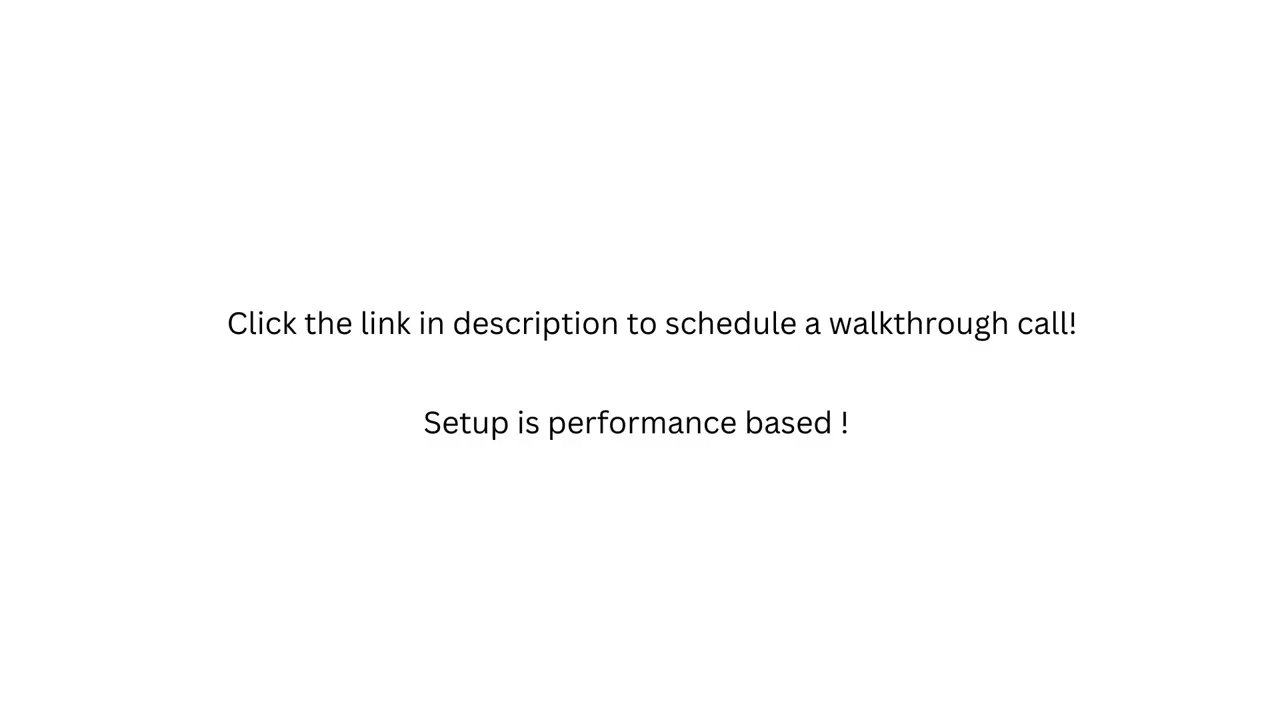 Click the link in description to schedule a walkthrough call!
Setup is performance based !